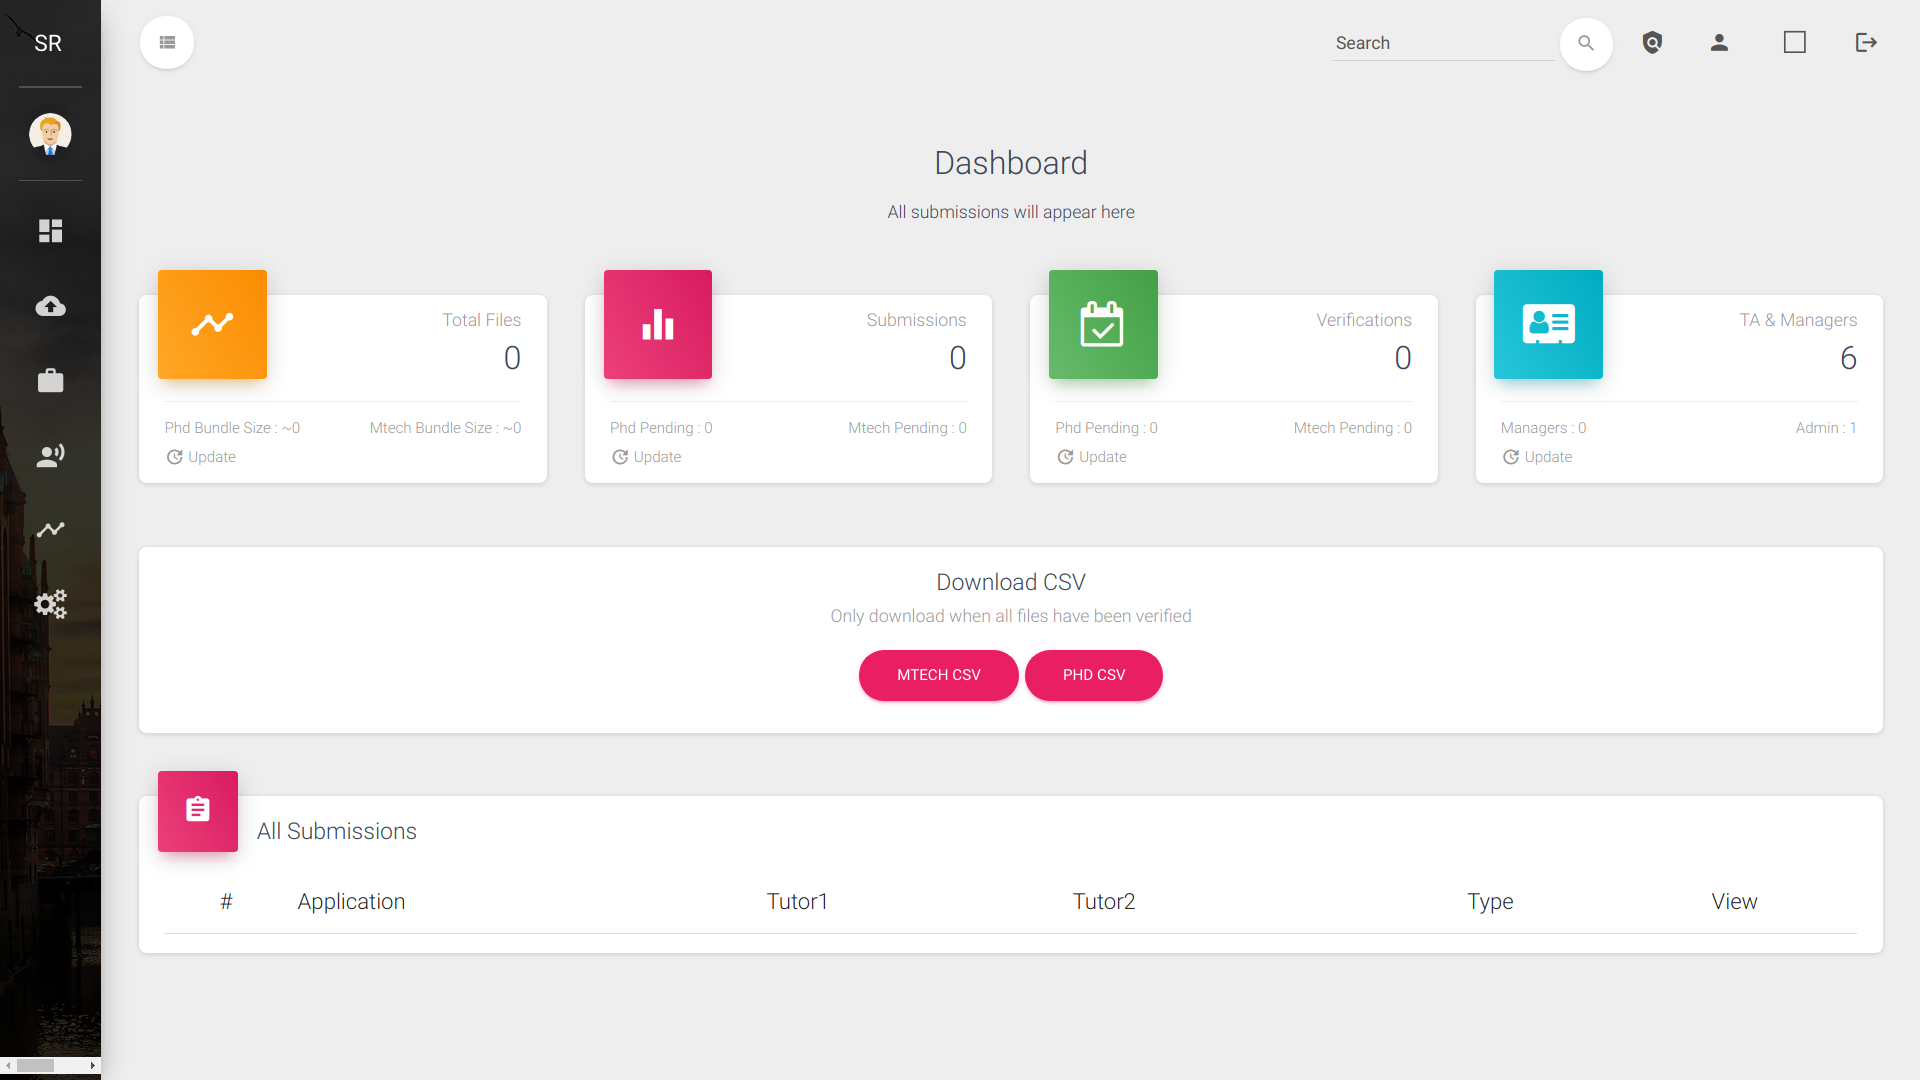 SR
Search
Dashboard
All submissions will appear here
Total Files
0
Phd Bundle Size : ~0
Mtech Bundle Size : ~0
Update
Submissions
0
Phd Pending : 0
Mtech Pending : 0
Update
Verifications
0
Phd Pending : 0
Mtech Pending : 0
Update
TA & Managers
6
Managers : 0
Admin : 1
Update
Download CSV
Only download when all files have been verified
MTECH CSV
PHD CSV
All Submissions
# Application Tutor1 Tutor2 Type View